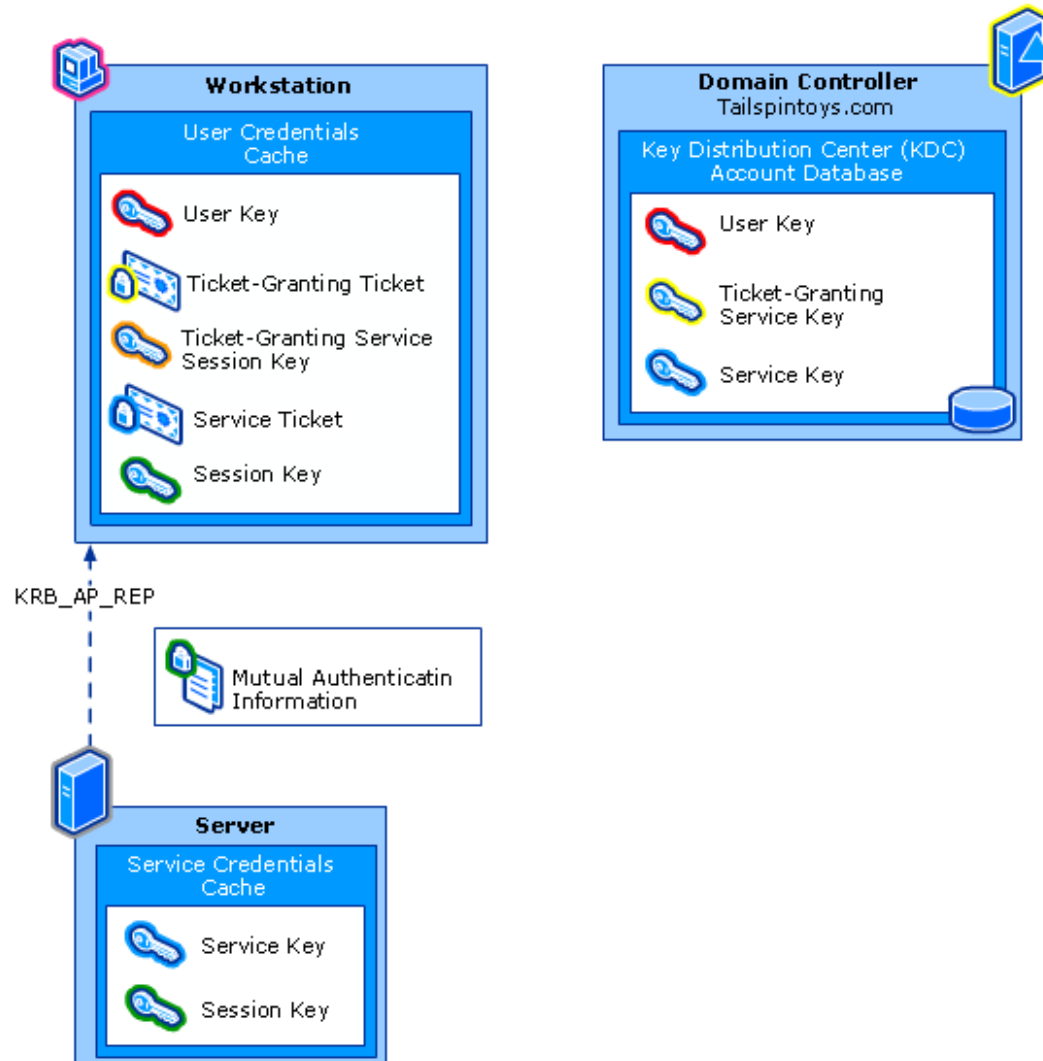 Workstation
User Credentials
Cache
User Key
Ticket-Granting Ticket
Ticket-Granting Service
Session Key
Service Ticket
Session Key
Domain Controller
Tailspintoys.com
Key Distribution Center (KDC)
Account Database
User Key
Ticket-Granting
Service Key
Service Key
KRB_AP_REP
Mutual Authenticatin
Information
Server
Service Credentials
Cache
Service Key
Session Key